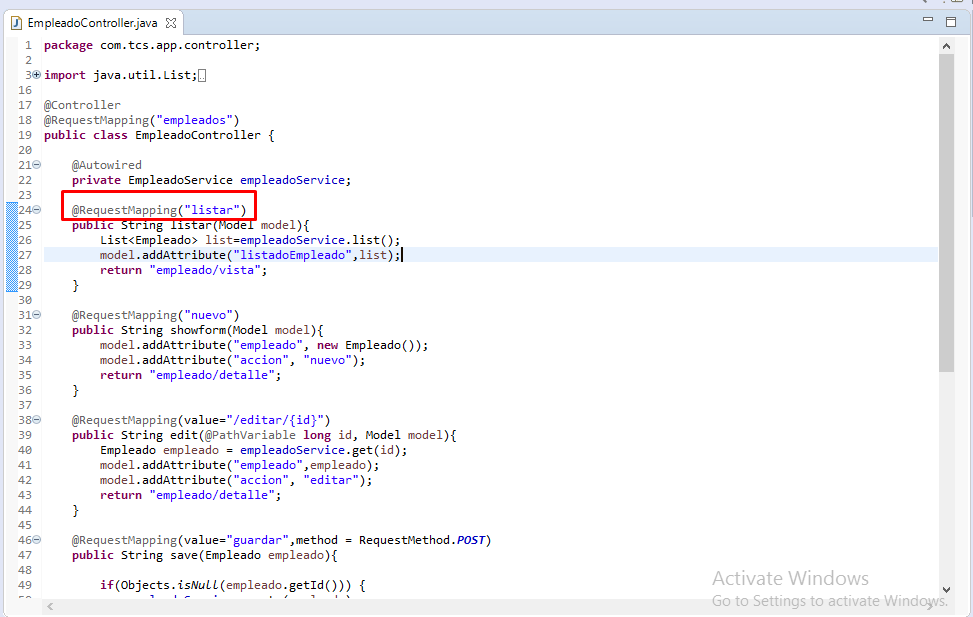 EmpleadoController.java
1 package com.tcs.app.controller;
2
3 import java.util.List;
16
17 @Controller
18 @RequestMapping("empleados")
19 public class EmpleadoController {
20
21 @Autowired
22 private EmpleadoService empleadoService;
23
24 @RequestMapping("listar")
25 public String listar(Model model){
26 List<Empleado> list=empleadoService.list();
27 model.addAttribute("listadoEmpleado",list);
28 return "empleado/vista";
29 }
30
31 @RequestMapping("nuevo")
32 public String showform(Model model){
33 model.addAttribute("empleado", new Empleado());
34 model.addAttribute("accion", "nuevo");
35 return "empleado/detalle";
36 }
37
38 @RequestMapping(value="/editar/{id}")
39 public String edit(@PathVariable long id, Model model){
40 Empleado empleado = empleadoService.get(id);
41 model.addAttribute("empleado",empleado);
42 model.addAttribute("accion", "editar");
43 return "empleado/detalle";
44 }
45
46 @RequestMapping(value="guardar",method = RequestMethod.POST)
47 public String save(Empleado empleado){
48
49 if(Objects.isNull(empleado.getId())) {
Activate Windows
Go to Settings to activate Windows.